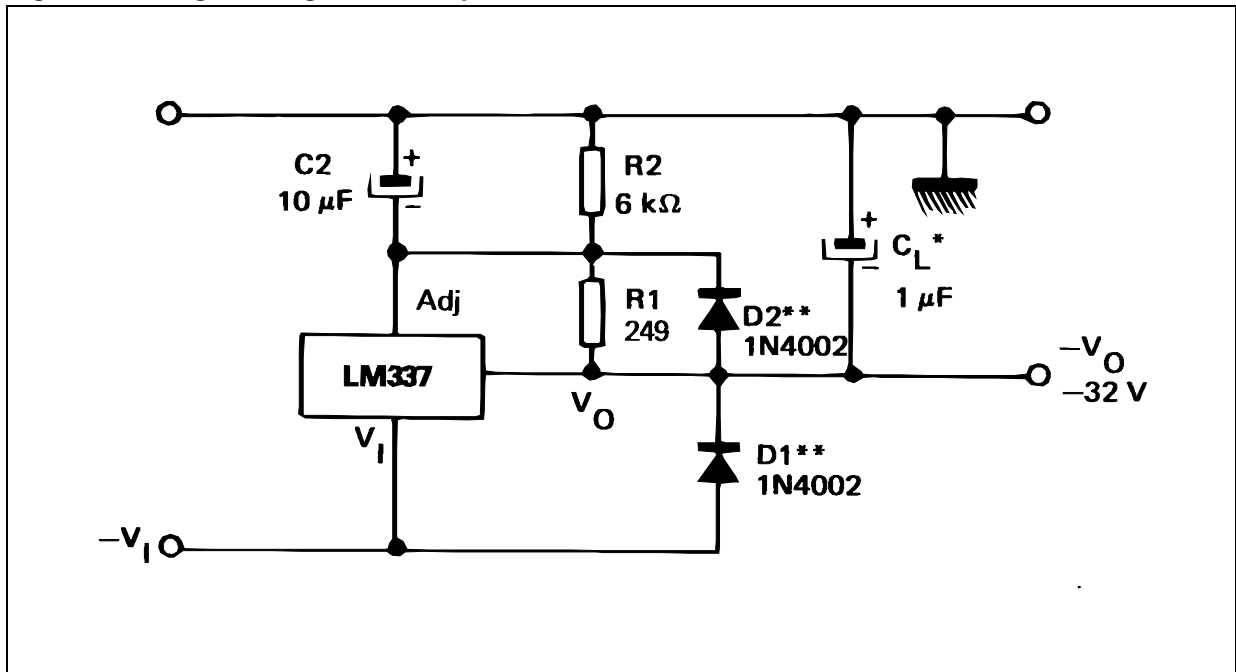 C2
10 μF
+
−
R2
6 kΩ
+
−
C_L*
1 μF
Adj
R1
249
D2**
1N4002
LM337
V_O
V_I
−V_O
−32 V
D1**
1N4002
−V_I